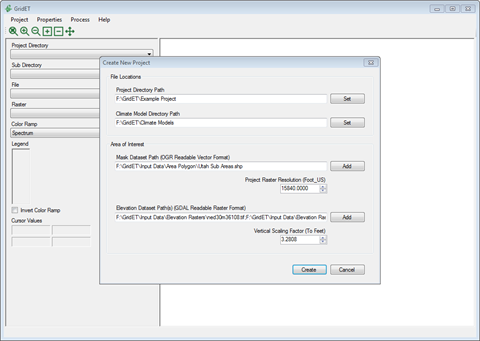 GridET
Project Properties Process Help
Project Directory
Sub Directory
File
Raster
Color Ramp
Spectrum
Legend
Invert Color Ramp
Cursor Values
Create New Project
File Locations
Project Directory Path
F:\GridET\Example Project
Set
Climate Model Directory Path
F:\GridET\Climate Models
Set
Area of Interest
Mask Dataset Path (OGR Readable Vector Format)
F:\GridET\Input Data\Area Polygon\Utah Sub Areas.shp
Add
Project Raster Resolution (Foot_US)
15840.0000
Elevation Dataset Path(s) (GDAL Readable Raster Format)
F:\GridET\Input Data\Elevation Rasters\ned30m36108.tif;F:\GridET\Input Data\Elevation Ras
Add
Vertical Scaling Factor (To Feet)
3.2808
Create
Cancel